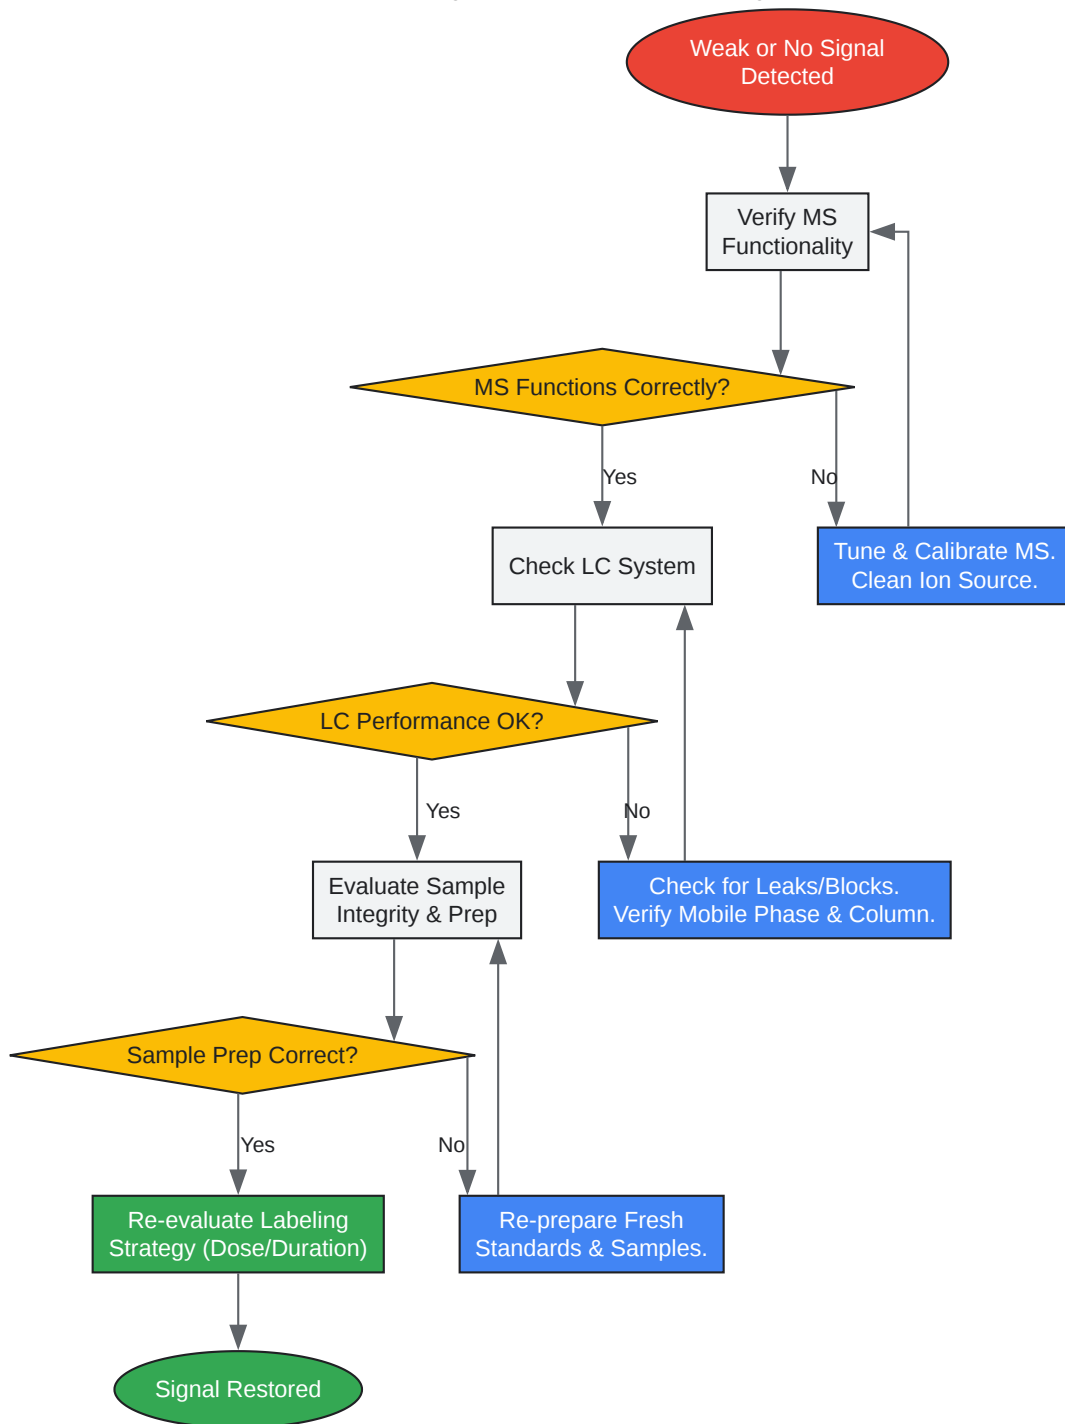 Weak or No Signal
Detected
Verify MS
Functionality
MS Functions Correctly?
Yes
No
Check LC System
Tune & Calibrate MS.
Clean Ion Source.
LC Performance OK?
Yes
No
Evaluate Sample
Integrity & Prep
Check for Leaks/Blocks.
Verify Mobile Phase & Column.
Sample Prep Correct?
Yes
No
Re-evaluate Labeling
Strategy (Dose/Duration)
Re-prepare Fresh
Standards & Samples.
Signal Restored